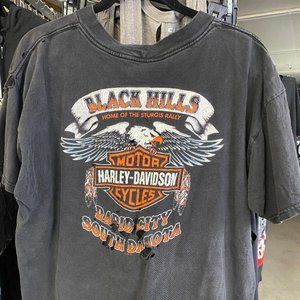 BLACK HILLS
HOME OF THE STURGIS RALLY
MOTOR
HARLEY-DAVIDSON
CYCLES
RAPID CITY
SOUTH DAKOTA